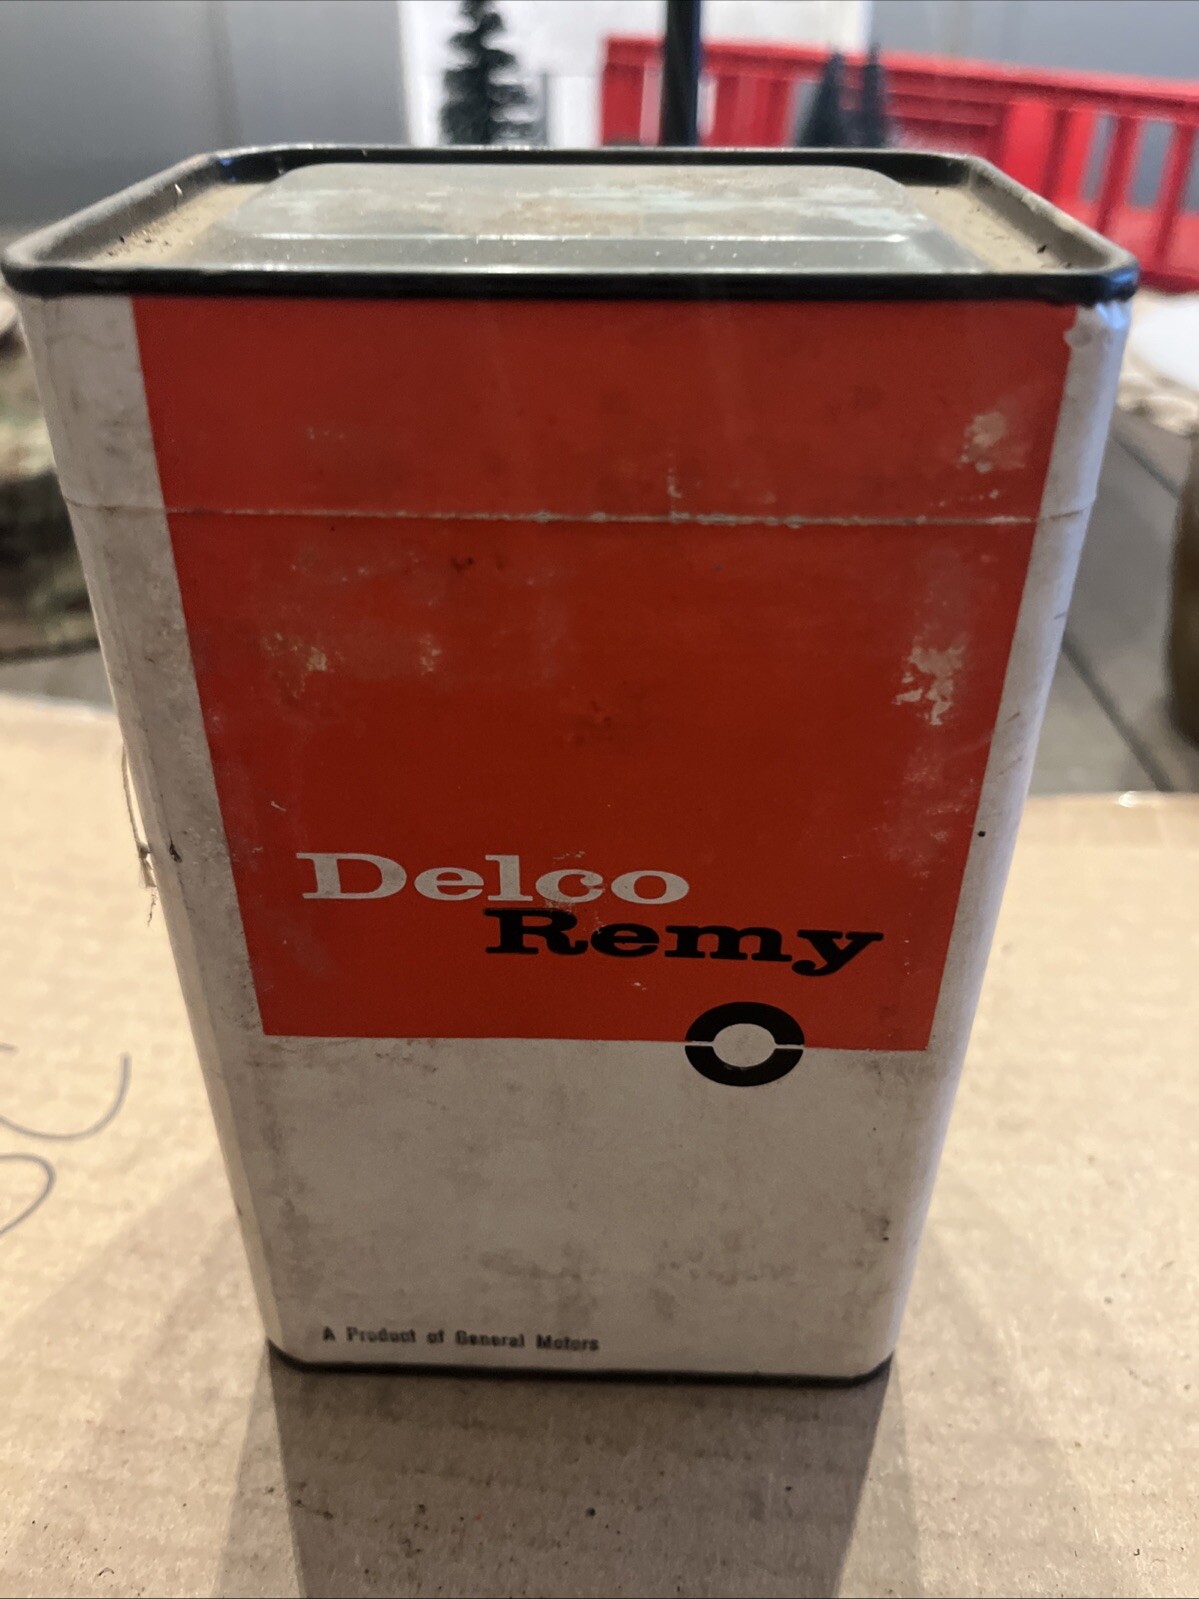 Delco
Remy
A Product of General Motors